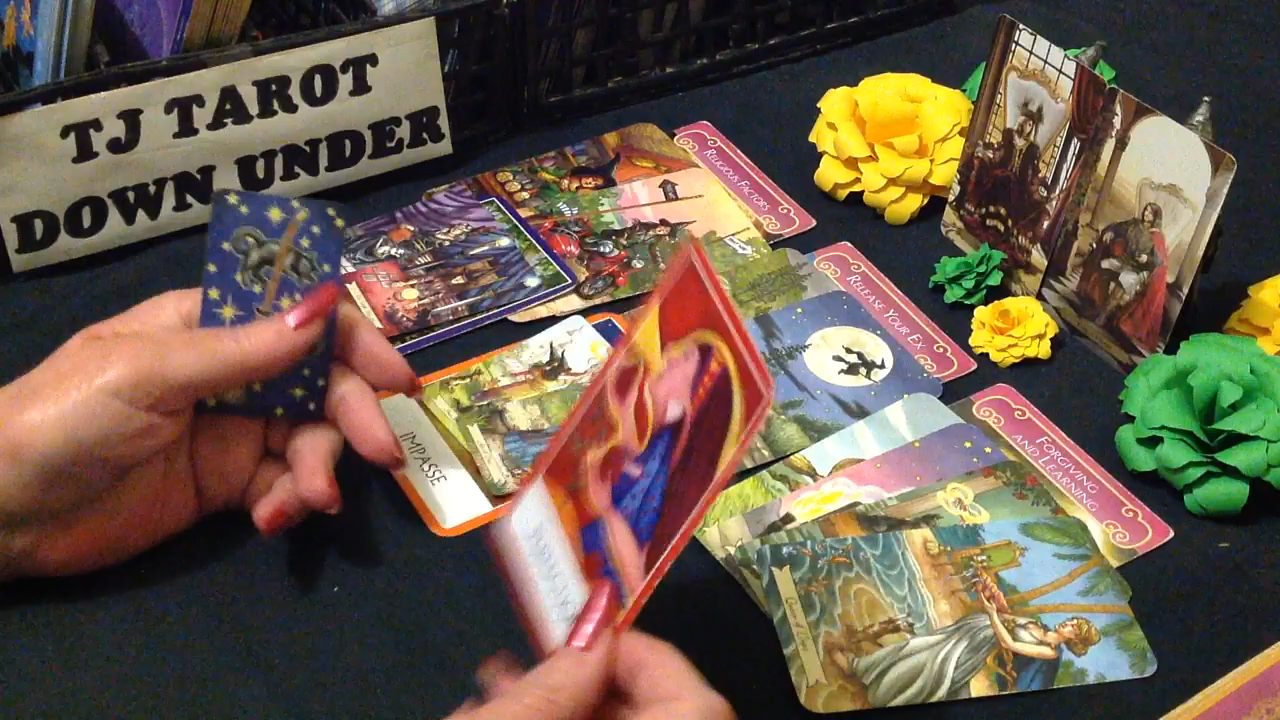 TJ TAROT
DOWN UNDER
RELIGIOUS FACTORS
RELEASE YOUR EX
FORGIVING
AND LEARNING
IMPASSE